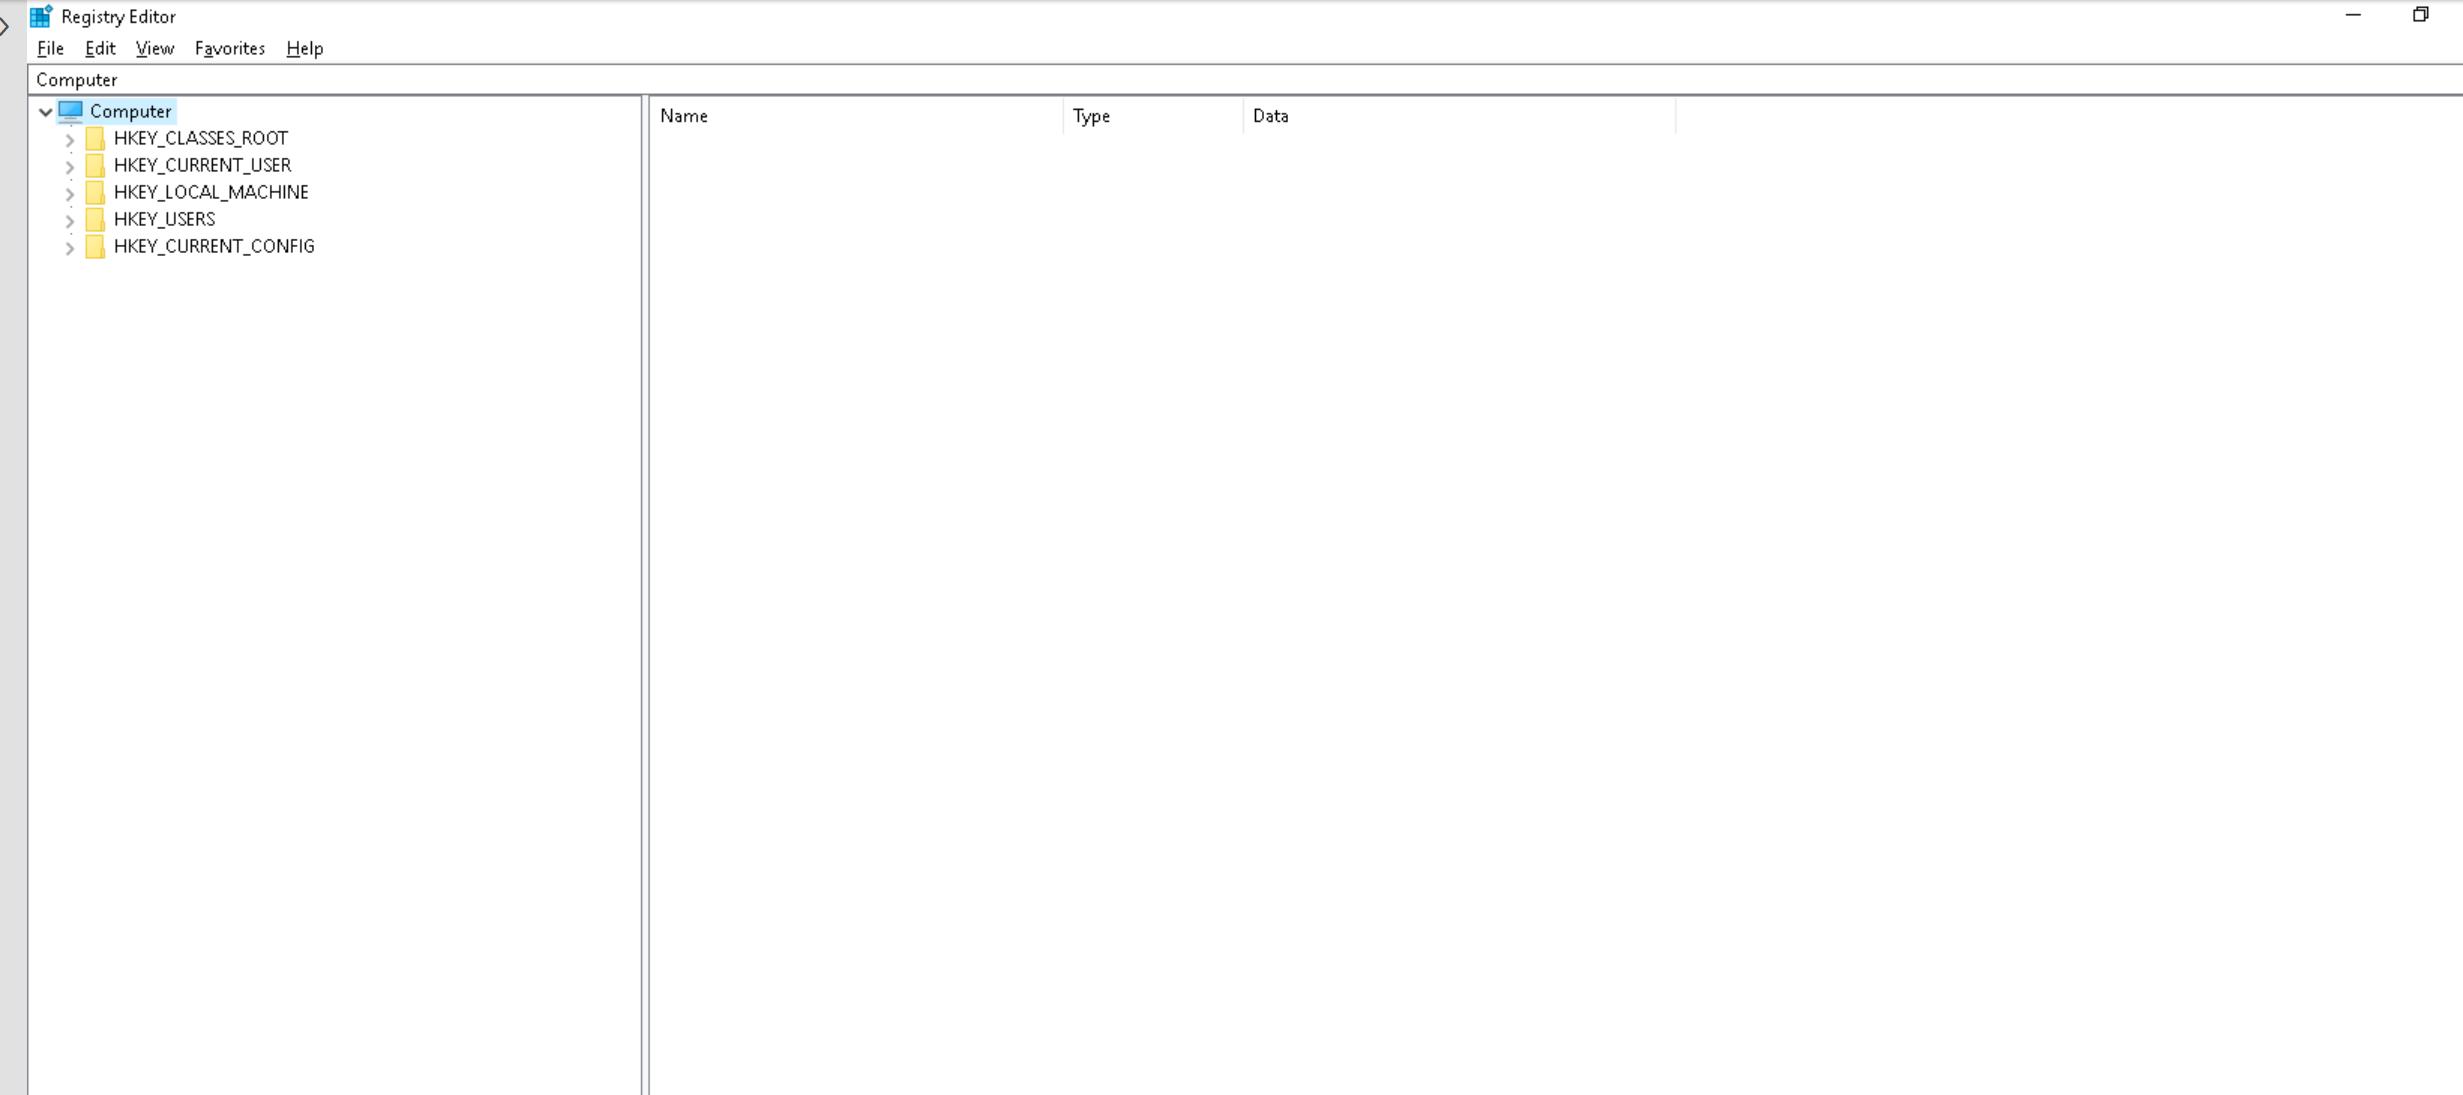 Registry Editor
File Edit View Favorites Help
Computer
Computer
HKEY_CLASSES_ROOT
HKEY_CURRENT_USER
HKEY_LOCAL_MACHINE
HKEY_USERS
HKEY_CURRENT_CONFIG
Name Type Data